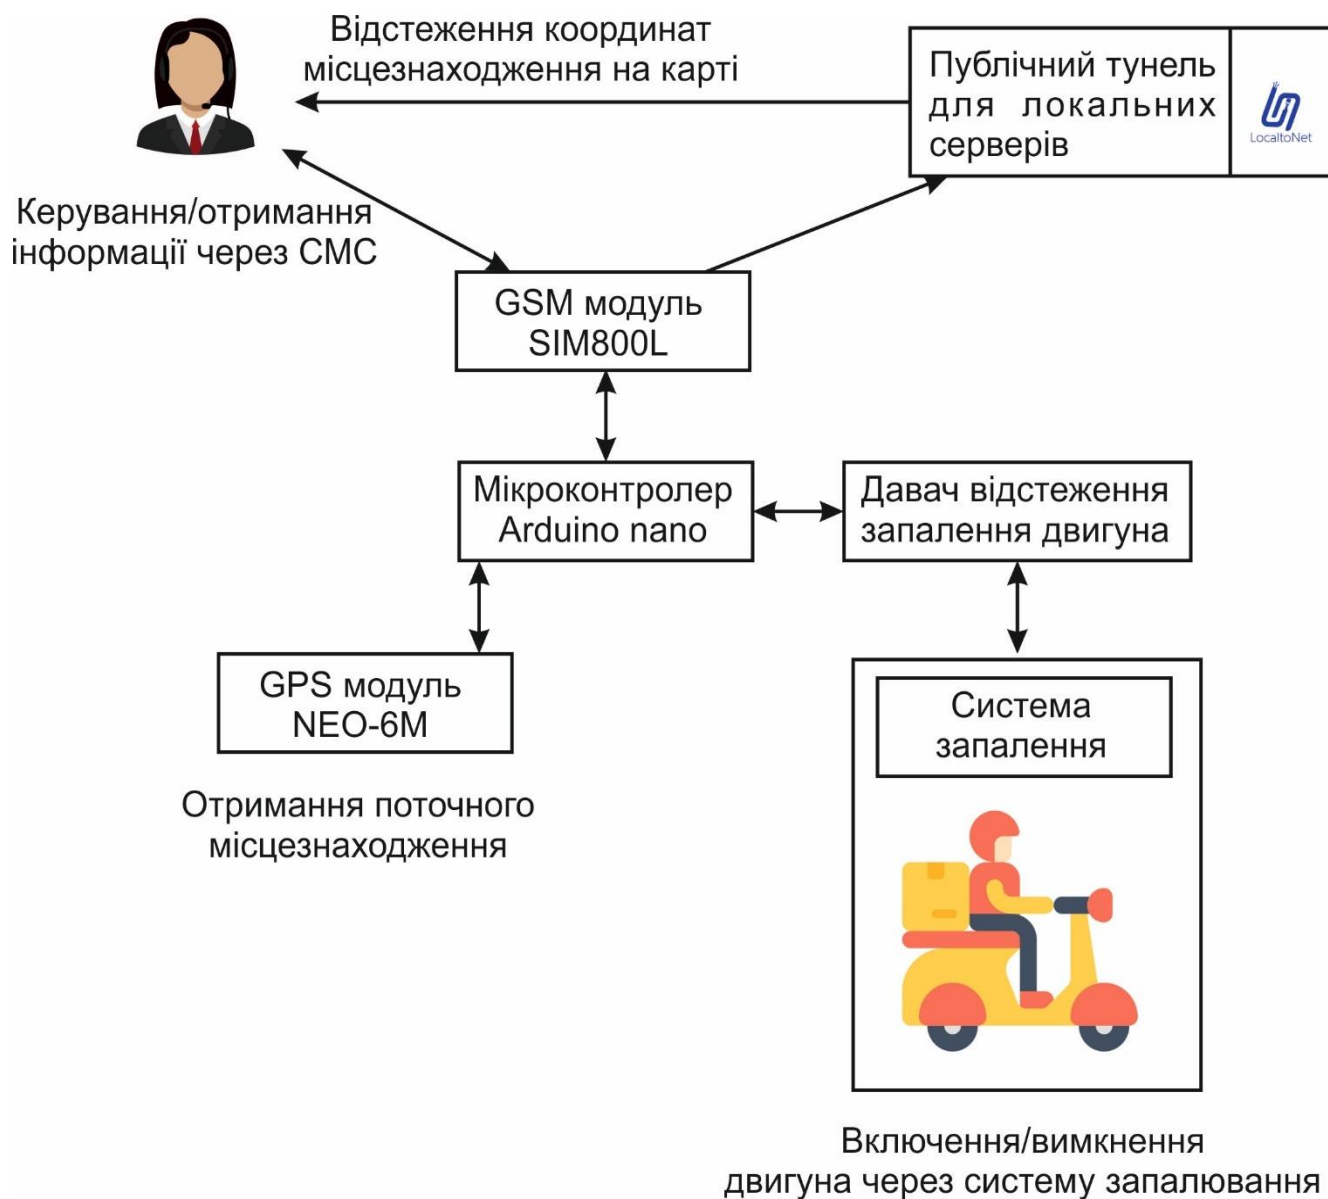 Відстеження координат
місцезнаходження на карті
Публічний тунель
для локальних
серверів
LocaltoNet
Керування/отримання
інформації через СМС
GSM модуль
SIM800L
Мікроконтролер
Arduino nano
Давач відстеження
запалення двигуна
GPS модуль
NEO-6M
Отримання поточного
місцезнаходження
Система
запалення
Включення/вимкнення
двигуна через систему запалювання